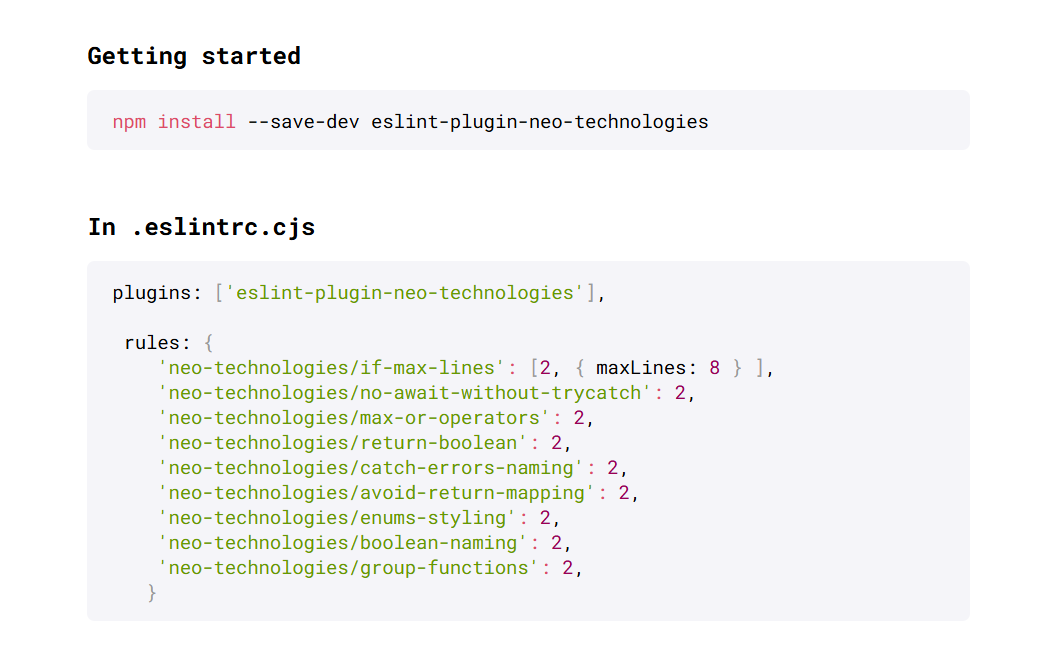 Getting started
npm install --save-dev eslint-plugin-neo-technologies
In .eslintrc.cjs
plugins: ['eslint-plugin-neo-technologies'],
rules: {
'neo-technologies/if-max-lines': [2, { maxLines: 8 } ],
'neo-technologies/no-await-without-trycatch': 2,
'neo-technologies/max-or-operators': 2,
'neo-technologies/return-boolean': 2,
'neo-technologies/catch-errors-naming': 2,
'neo-technologies/avoid-return-mapping': 2,
'neo-technologies/enums-styling': 2,
'neo-technologies/boolean-naming': 2,
'neo-technologies/group-functions': 2,
}